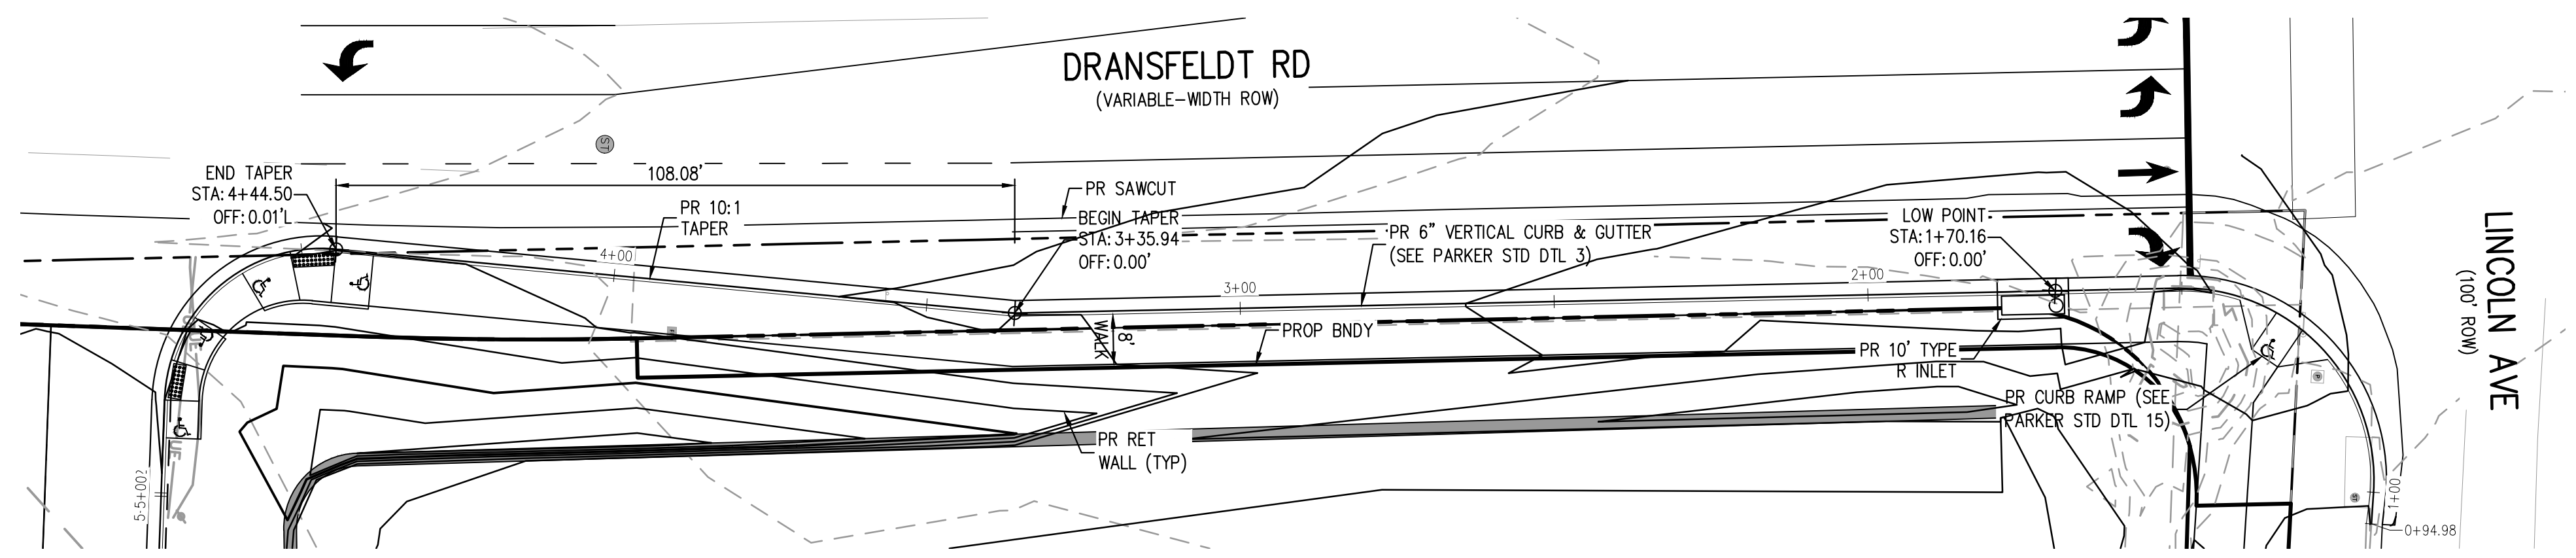 DRANSFELDT RD
(VARIABLE-WIDTH ROW)
ST
END TAPER
STA: 4+44.50
OFF: 0.01'L
108.08'
PR 10:1
TAPER
PR SAWCUT
BEGIN TAPER
STA: 3+35.94
OFF: 0.00'
PR 6" VERTICAL CURB & GUTTER
(SEE PARKER STD DTL 3)
LOW POINT
STA: 1+70.16
OFF: 0.00'
4+00
3+00
2+00
8'
WALK
PROP BNDY
PR 10' TYPE
R INLET
PR CURB RAMP (SEE
PARKER STD DTL 15)
PR RET
WALL (TYP)
LINCOLN AVE
(100' ROW)
1+00
0+94.98